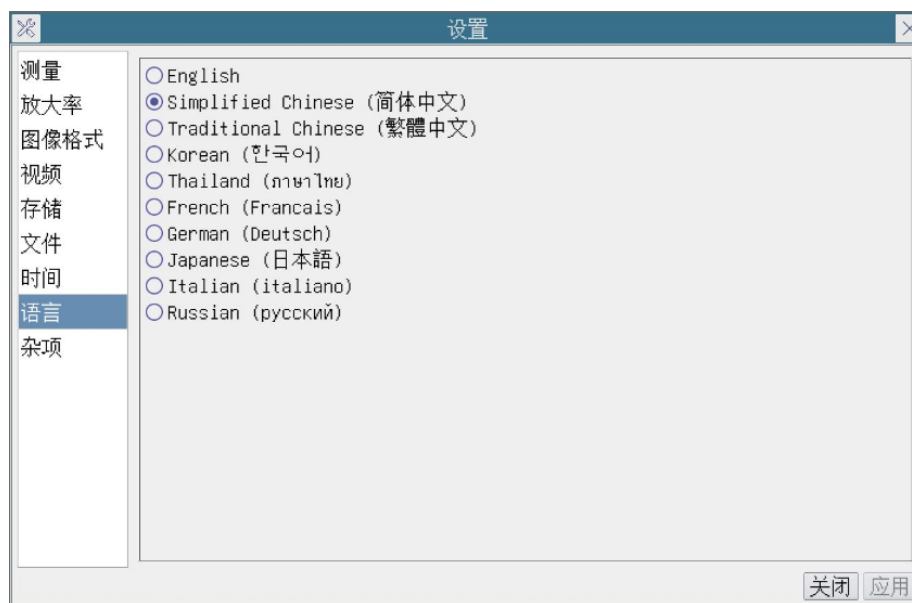 设置
测量
放大率
图像格式
视频
存储
文件
时间
语言
杂项
English
Simplified Chinese (简体中文)
Traditional Chinese (繁體中文)
Korean (한국어)
Thailand (ภาษาไทย)
French (Francais)
German (Deutsch)
Japanese (日本語)
Italian (italiano)
Russian (русский)
关闭
应用